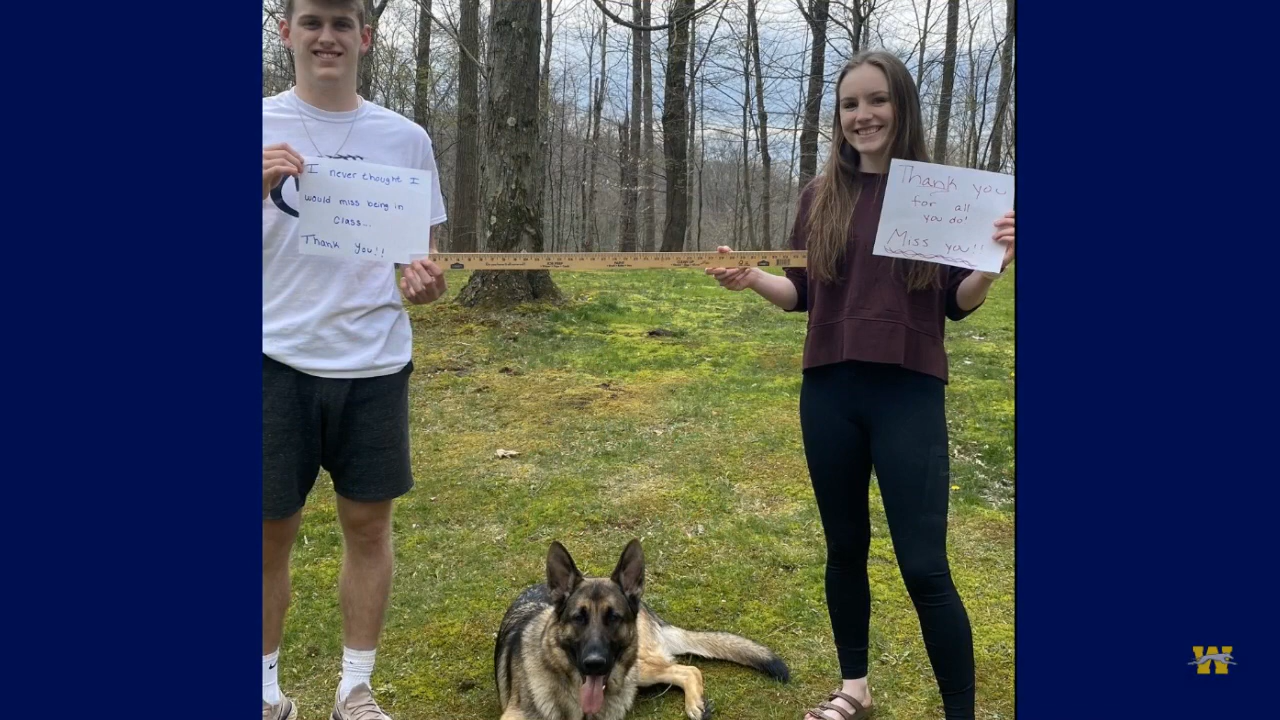 I never thought I
would miss being in
Class...
Thank You!!
Thank you
for all
you do!
Miss you!!
W